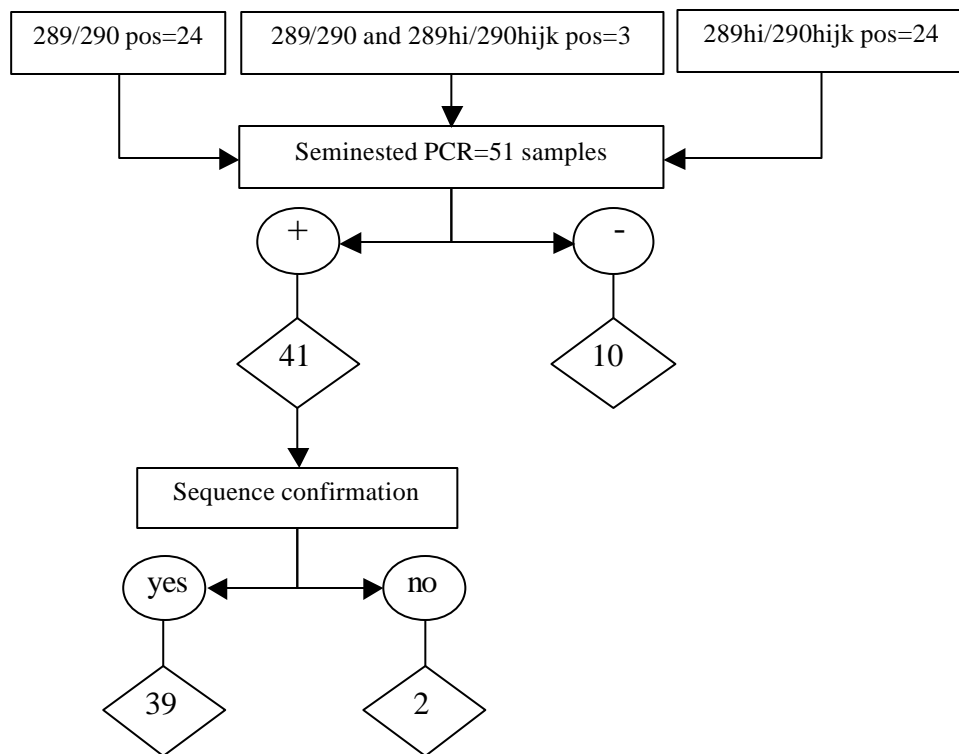 289/290 pos=24
289/290 and 289hi/290hijk pos=3
289hi/290hijk pos=24
Seminested PCR=51 samples
+
-
41
10
Sequence confirmation
yes
no
39
2